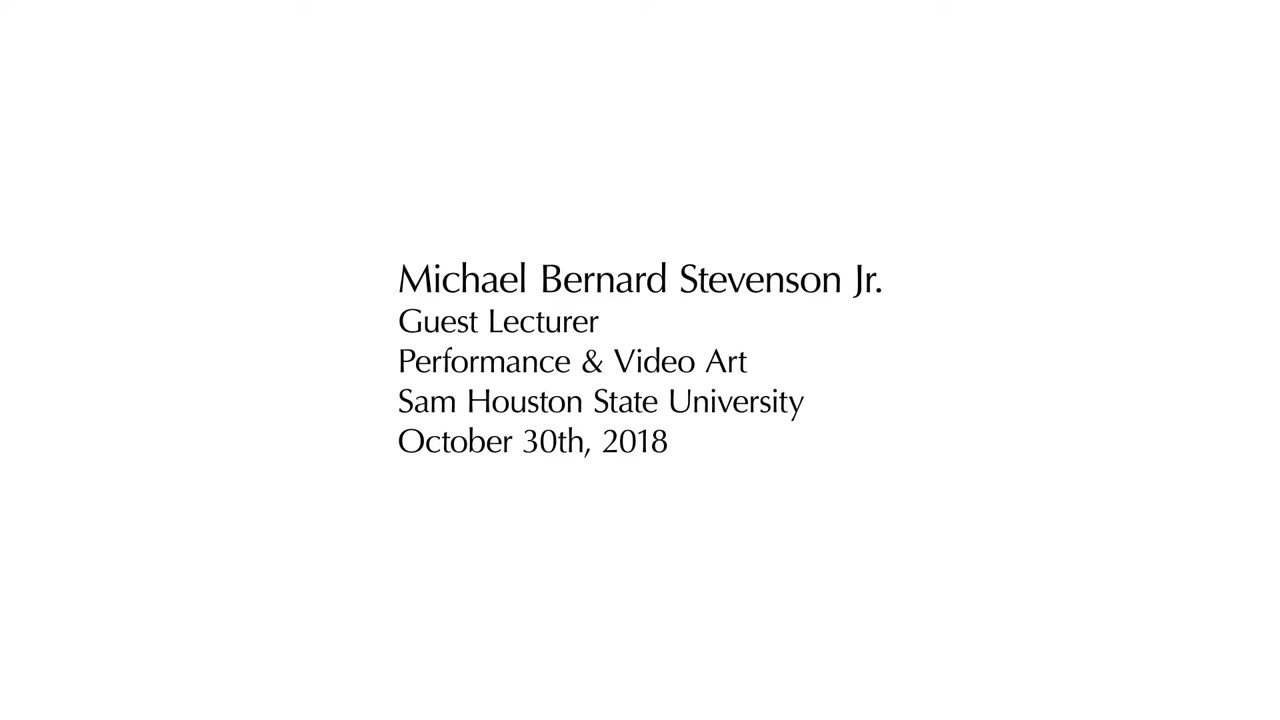 Michael Bernard Stevenson Jr.
Guest Lecturer
Performance & Video Art
Sam Houston State University
October 30th, 2018